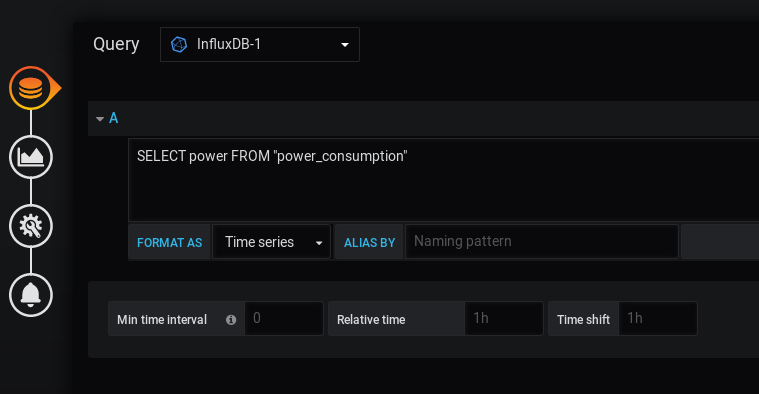 Query InfluxDB-1
A
SELECT power FROM "power_consumption"
FORMAT AS Time series ALIAS BY Naming pattern
Min time interval 0 Relative time 1h Time shift 1h